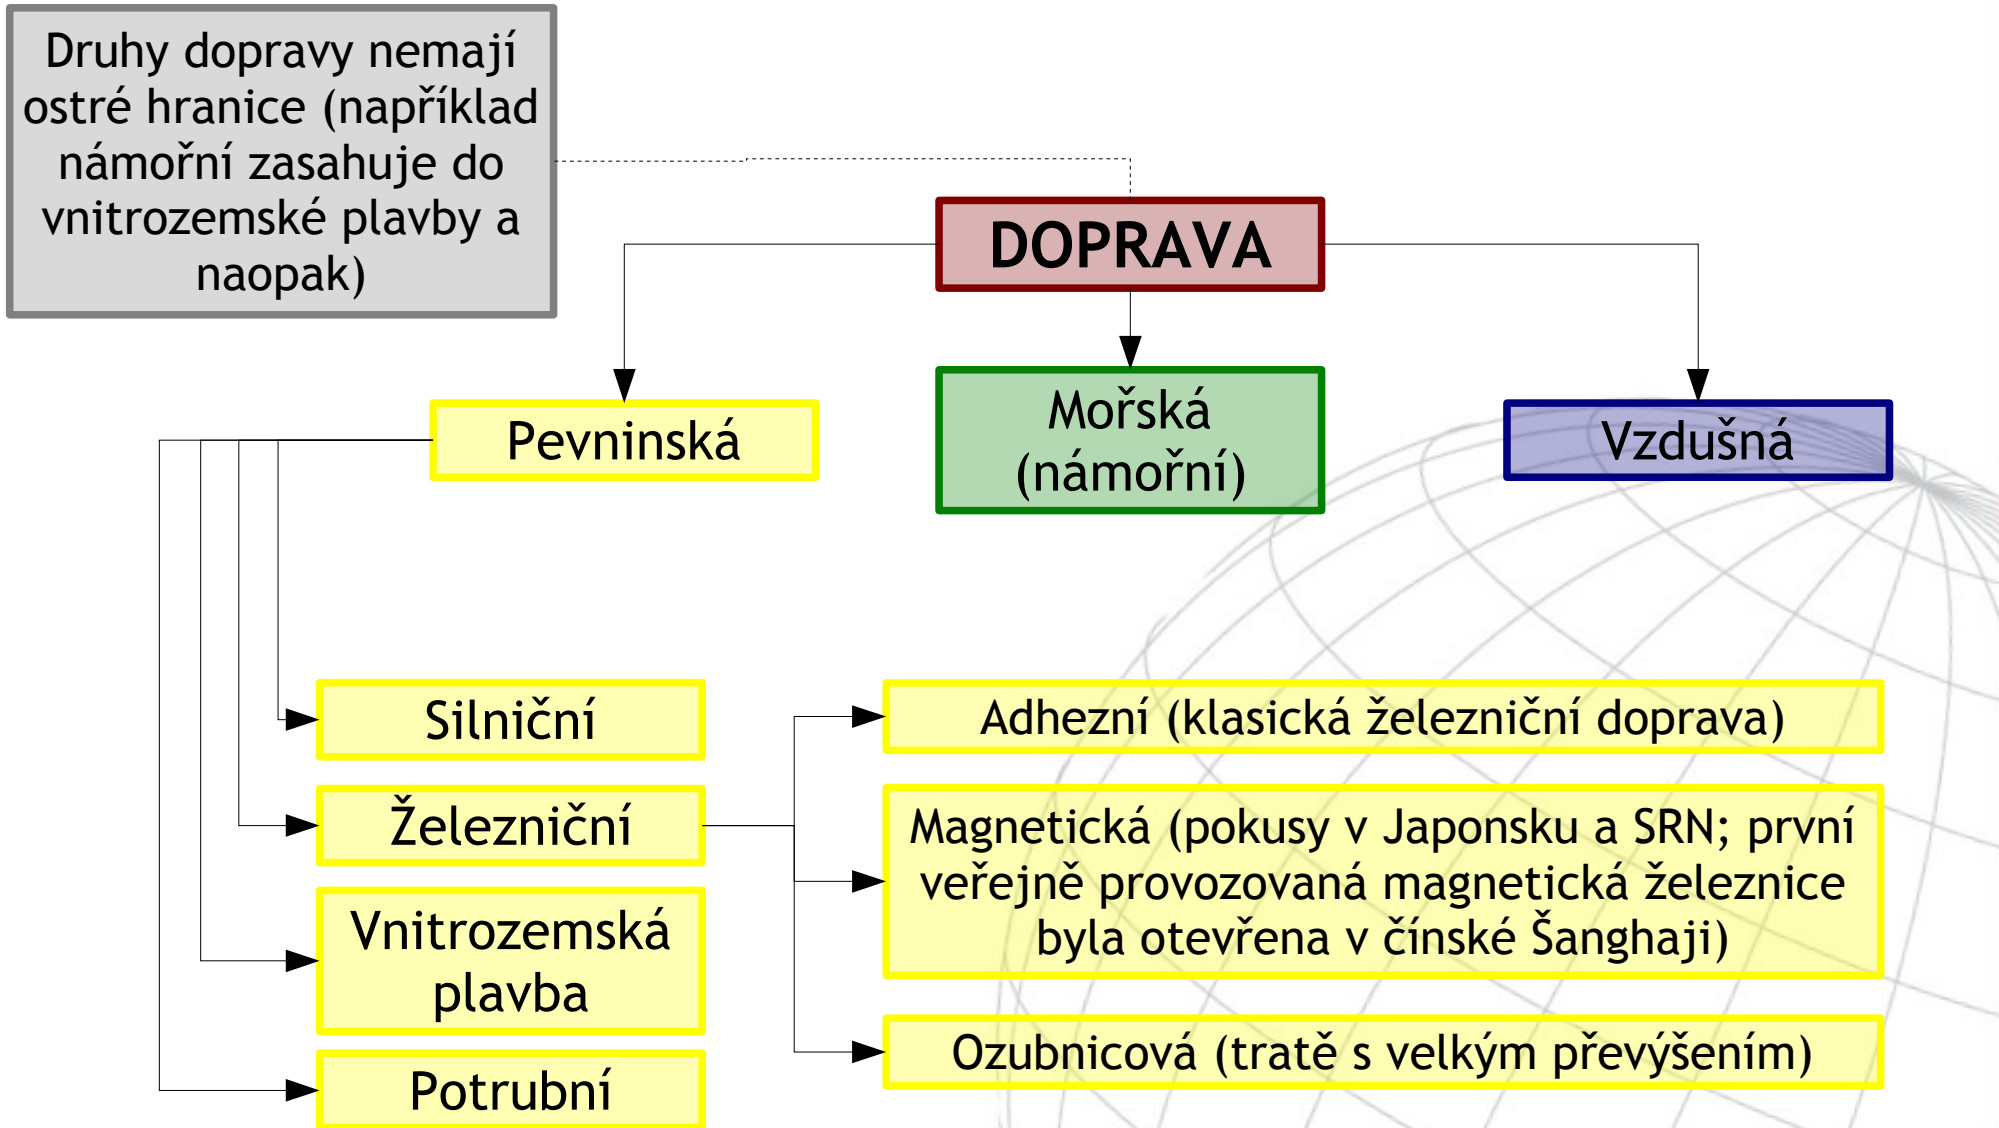 Druhy dopravy nemají
ostré hranice (například
námořní zasahuje do
vnitrozemské plavby a
naopak)
DOPRAVA
Pevninská
Mořská
(námořní)
Vzdušná
Silniční
Železniční
Vnitrozemská
plavba
Potrubní
Adhezní (klasická železniční doprava)
Magnetická (pokusy v Japonsku a SRN; první
veřejně provozovaná magnetická železnice
byla otevřena v čínské Šanghaji)
Ozubnicová (tratě s velkým převýšením)